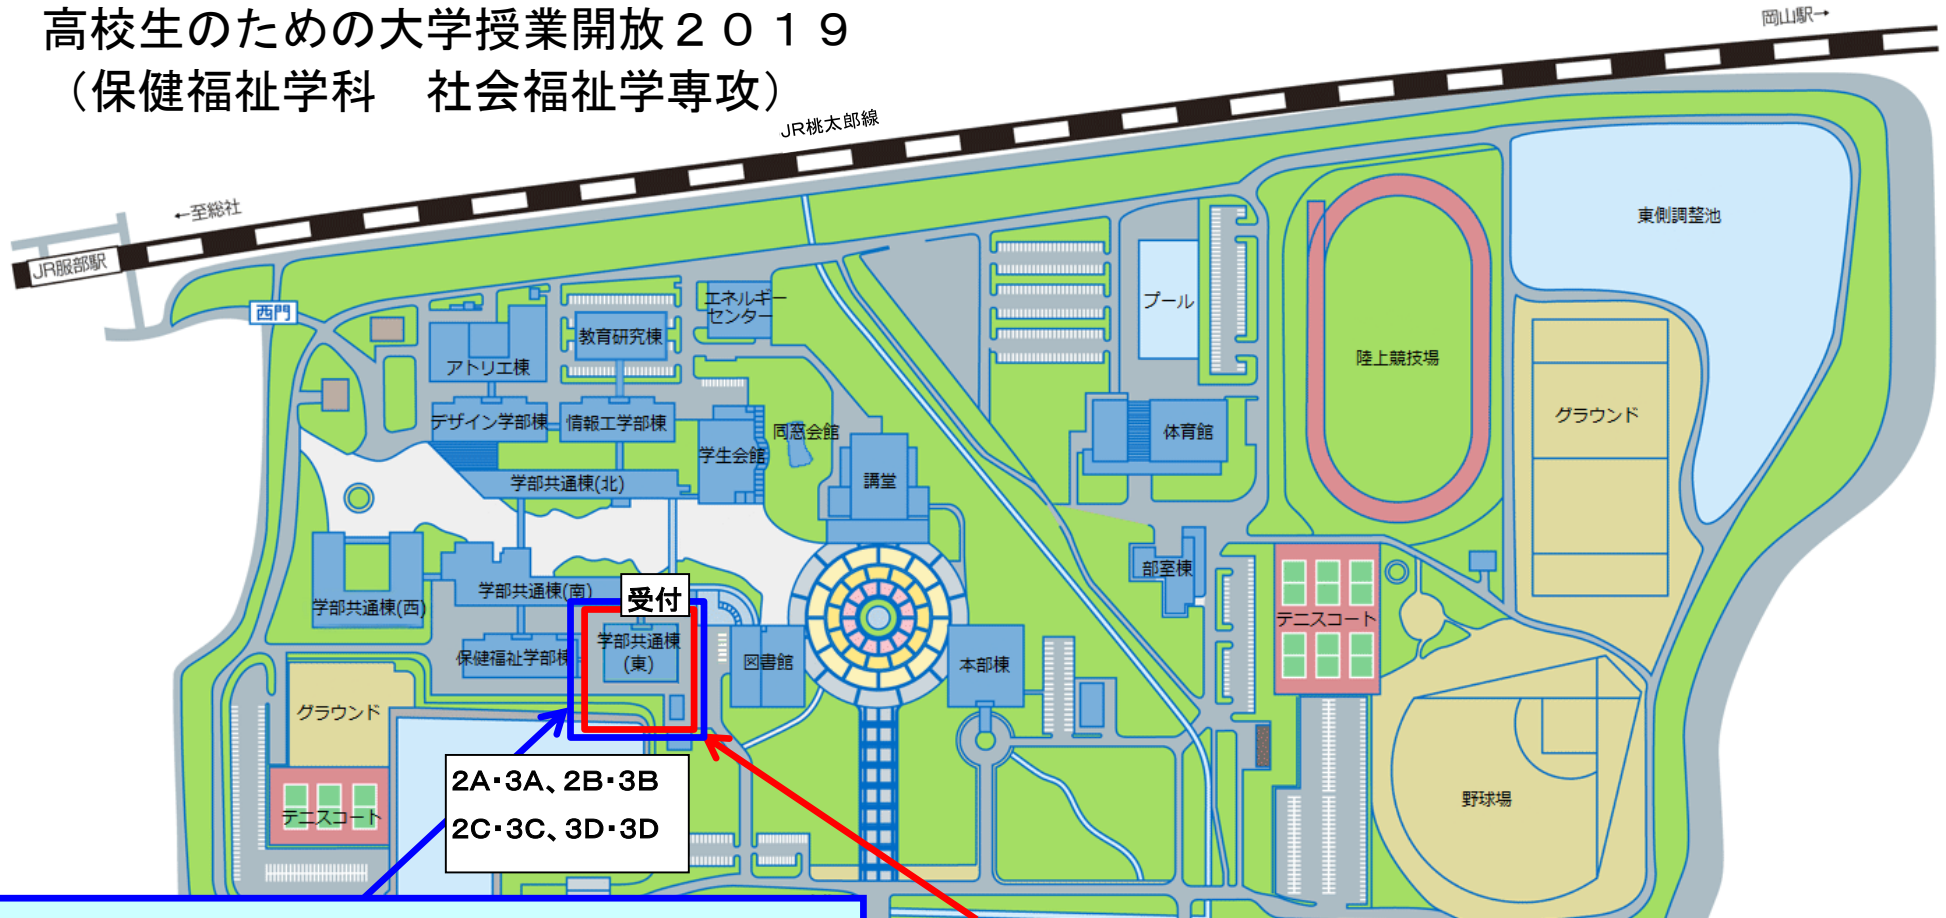 高校生のための大学授業開放２０１９
（保健福祉学科　社会福祉学専攻）
岡山駅→
JR桃太郎線
←至総社
JR服部駅
西門
東側調整池
エネルギー
センター
プール
教育研究棟
アトリエ棟
陸上競技場
グラウンド
デザイン学部棟
情報工学部棟
同窓会館
体育館
学生会館
講堂
学部共通棟(北)
部室棟
学部共通棟(南)
受付
学部共通棟(西)
テニスコート
学部共通棟
(東)
保健福祉学部棟
図書館
本部棟
グラウンド
2A・3A、2B・3B
2C・3C、3D・3D
野球場
テニスコート